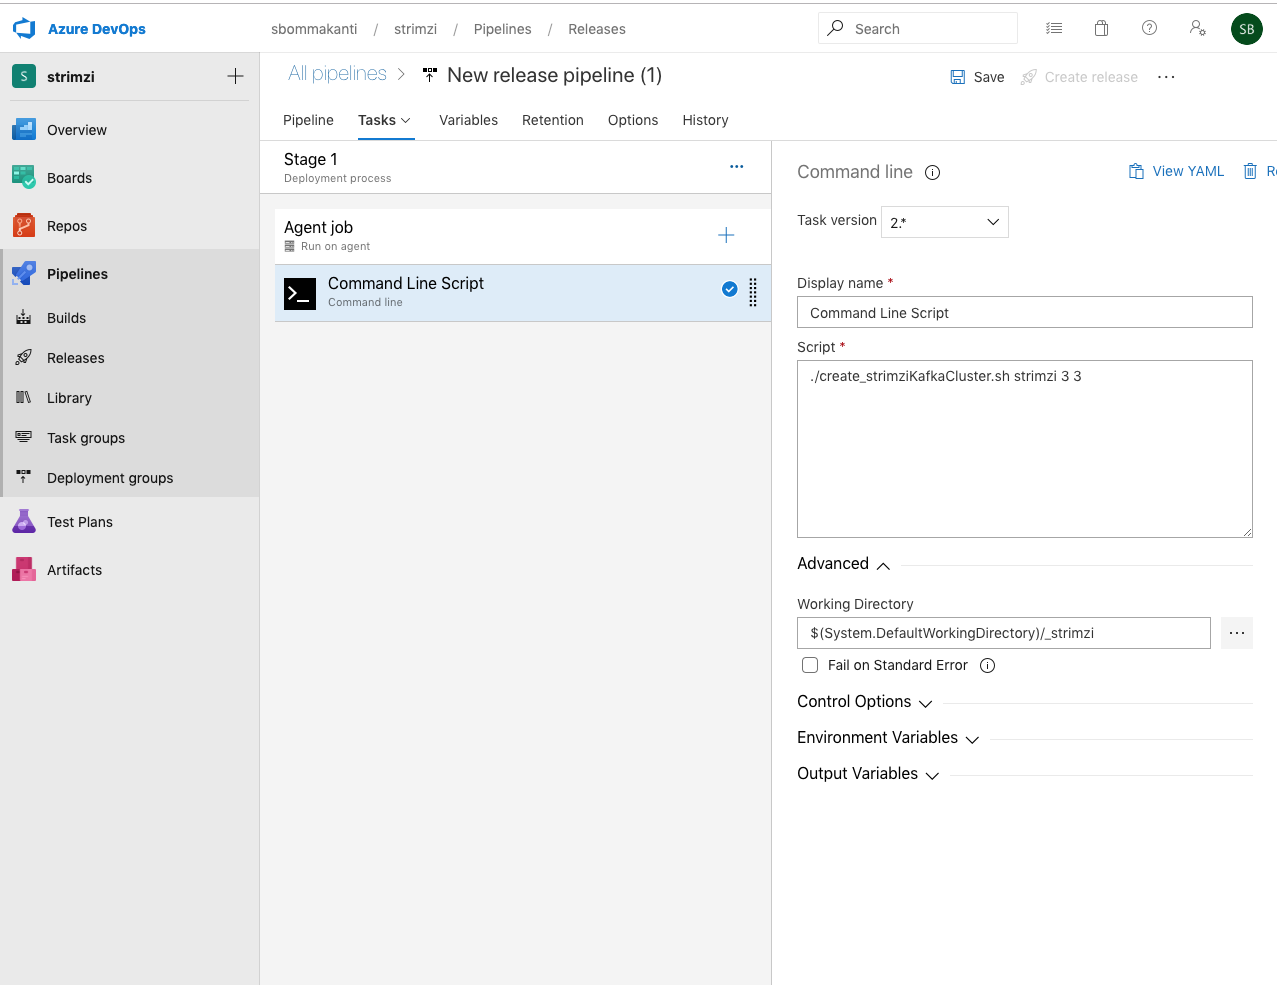 Azure DevOps
sbommakanti / strimzi / Pipelines / Releases
Search
SB
S strimzi
Overview
Boards
Repos
Pipelines
Builds
Releases
Library
Task groups
Deployment groups
Test Plans
Artifacts
All pipelines > New release pipeline (1)
Save
Create release
Pipeline Tasks Variables Retention Options History
Stage 1
Deployment process
Agent job
Run on agent
Command Line Script
Command line
Command line
View YAML
Task version 2.*
Display name *
Command Line Script
Script *
./create_strimziKafkaCluster.sh strimzi 3 3
Advanced
Working Directory
$(System.DefaultWorkingDirectory)/_strimzi
Fail on Standard Error
Control Options
Environment Variables
Output Variables